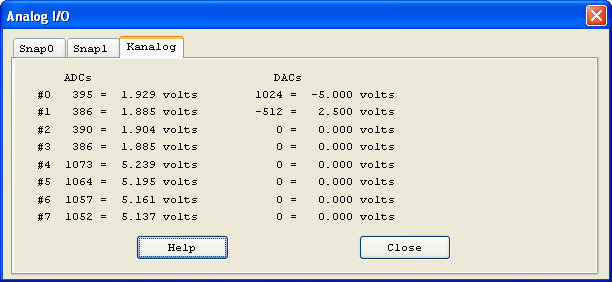 Analog I/O
Snap0 Snap1 Kanalog
ADCs DACs
#0 395 = 1.929 volts 1024 = -5.000 volts
#1 386 = 1.885 volts -512 = 2.500 volts
#2 390 = 1.904 volts 0 = 0.000 volts
#3 386 = 1.885 volts 0 = 0.000 volts
#4 1073 = 5.239 volts 0 = 0.000 volts
#5 1064 = 5.195 volts 0 = 0.000 volts
#6 1057 = 5.161 volts 0 = 0.000 volts
#7 1052 = 5.137 volts 0 = 0.000 volts
Help Close